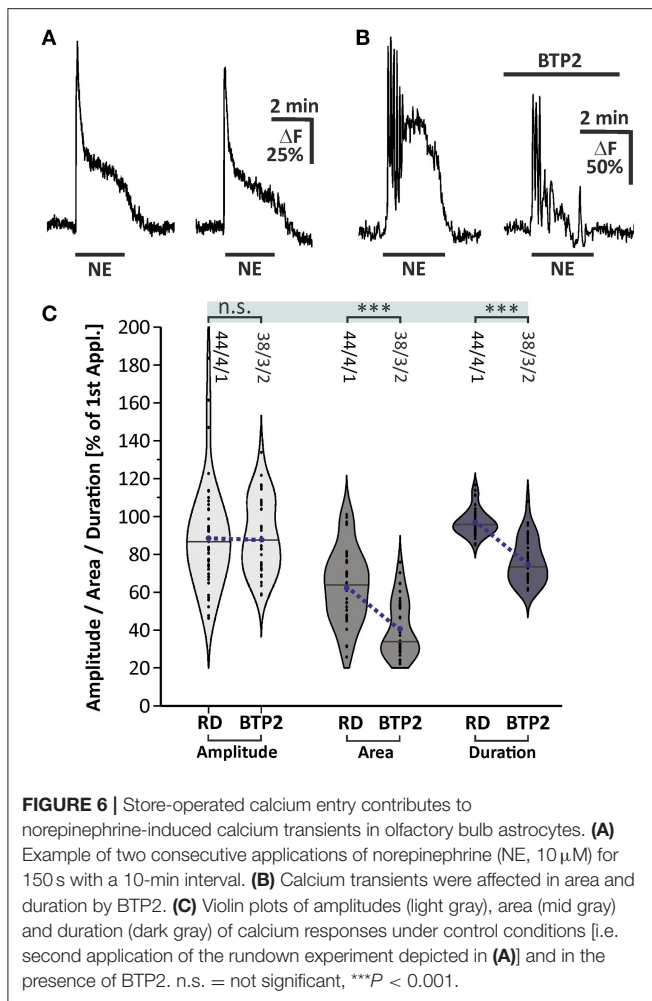 A
B
BTP2
2 min
ΔF
25%
2 min
ΔF
50%
NE
NE
NE
NE
C
n.s.
***
***
44/4/1
38/3/2
44/4/1
38/3/2
44/4/1
38/3/2
Amplitude / Area / Duration [% of 1st Appl.]
200
180
160
140
120
100
80
60
40
20
0
RD BTP2 RD BTP2 RD BTP2
Amplitude Area Duration
FIGURE 6 | Store-operated calcium entry contributes to
norepinephrine-induced calcium transients in olfactory bulb astrocytes. (A)
Example of two consecutive applications of norepinephrine (NE, 10 μM) for
150 s with a 10-min interval. (B) Calcium transients were affected in area and
duration by BTP2. (C) Violin plots of amplitudes (light gray), area (mid gray)
and duration (dark gray) of calcium responses under control conditions [i.e.
second application of the rundown experiment depicted in (A)] and in the
presence of BTP2. n.s. = not significant, ***P < 0.001.